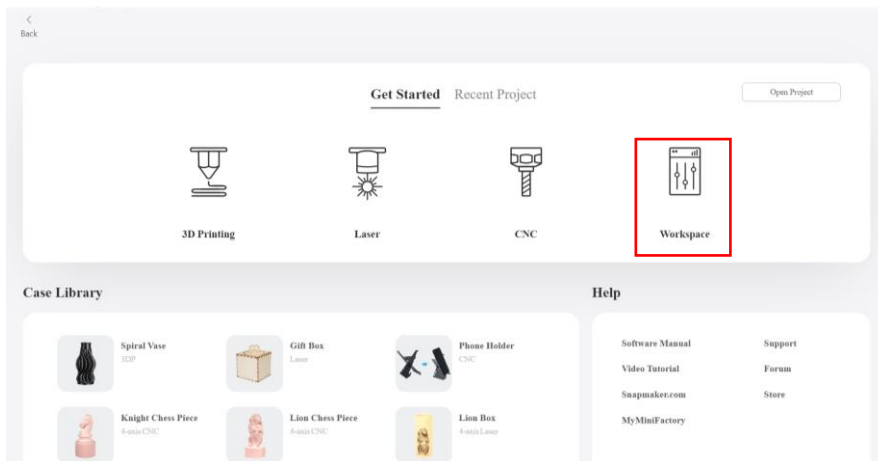 Back
Get Started
Recent Project
Open Project
3D Printing
Laser
CNC
Workspace
Case Library
Spiral Vase
3DP
Gift Box
Laser
Phone Holder
CNC
Knight Chess Piece
4-axis CNC
Lion Chess Piece
4-axis CNC
Lion Box
4-axis Laser
Help
Software Manual
Support
Video Tutorial
Forum
Snapmaker.com
Store
MyMiniFactory